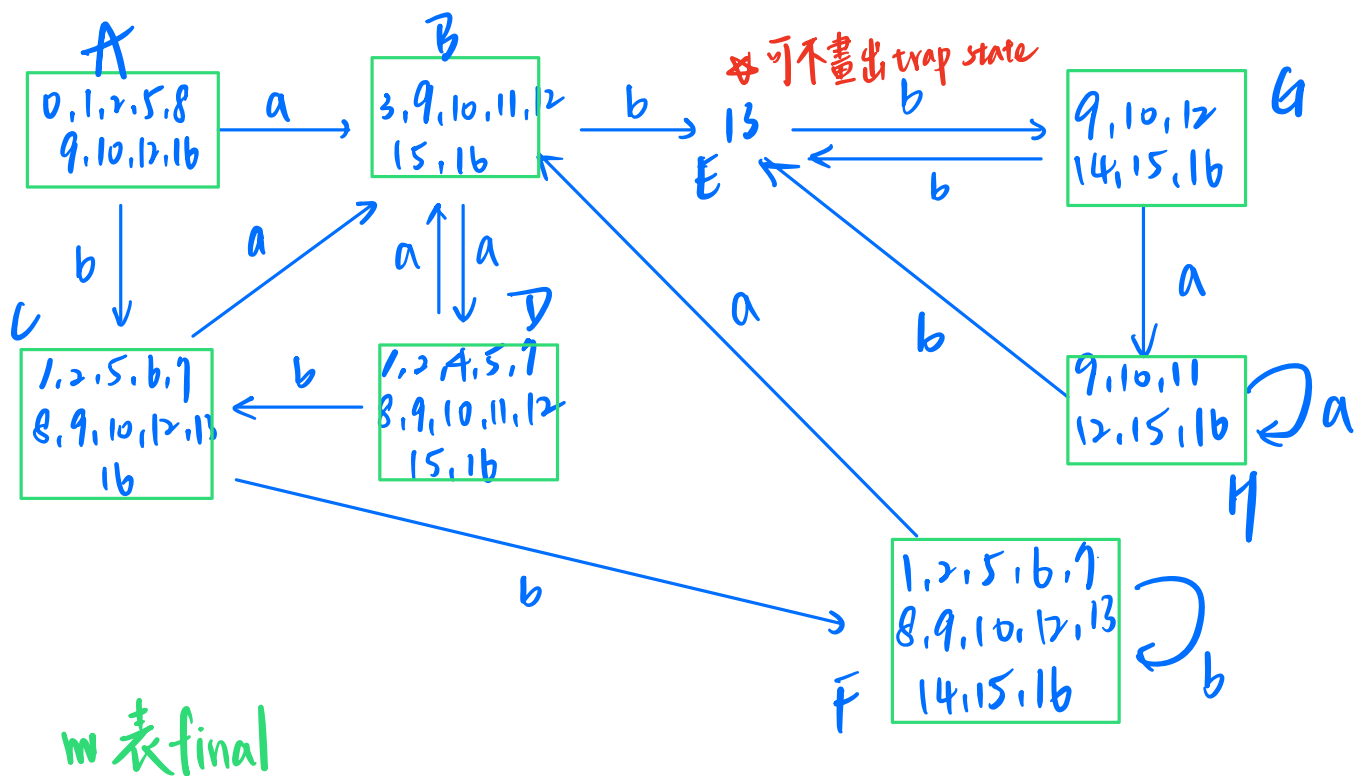 A
0,1,2,5,8
9,10,12,16
a
B
3,9,10,11,12
15,16
b
☆可不畫出trap state
13
E
b
b
G
9,10,12
14,15,16
b
a
a
a
a
b
b
a
C
1,2,5,6,7
8,9,10,12,13
16
b
D
1,2,4,5,7
8,9,10,11,12
15,16
9,10,11
12,15,16
a
H
b
F
1,2,5,6,7
8,9,10,12,13
14,15,16
b
表final